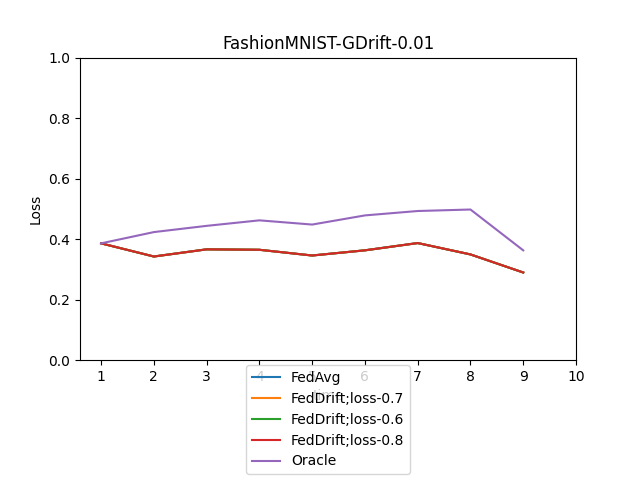 FashionMNIST-GDrift-0.01
1.0
0.8
0.6
0.4
0.2
0.0
Loss
1 2 3 4 5 6 7 8 9 10
FedAvg
FedDrift;loss-0.7
FedDrift;loss-0.6
FedDrift;loss-0.8
Oracle